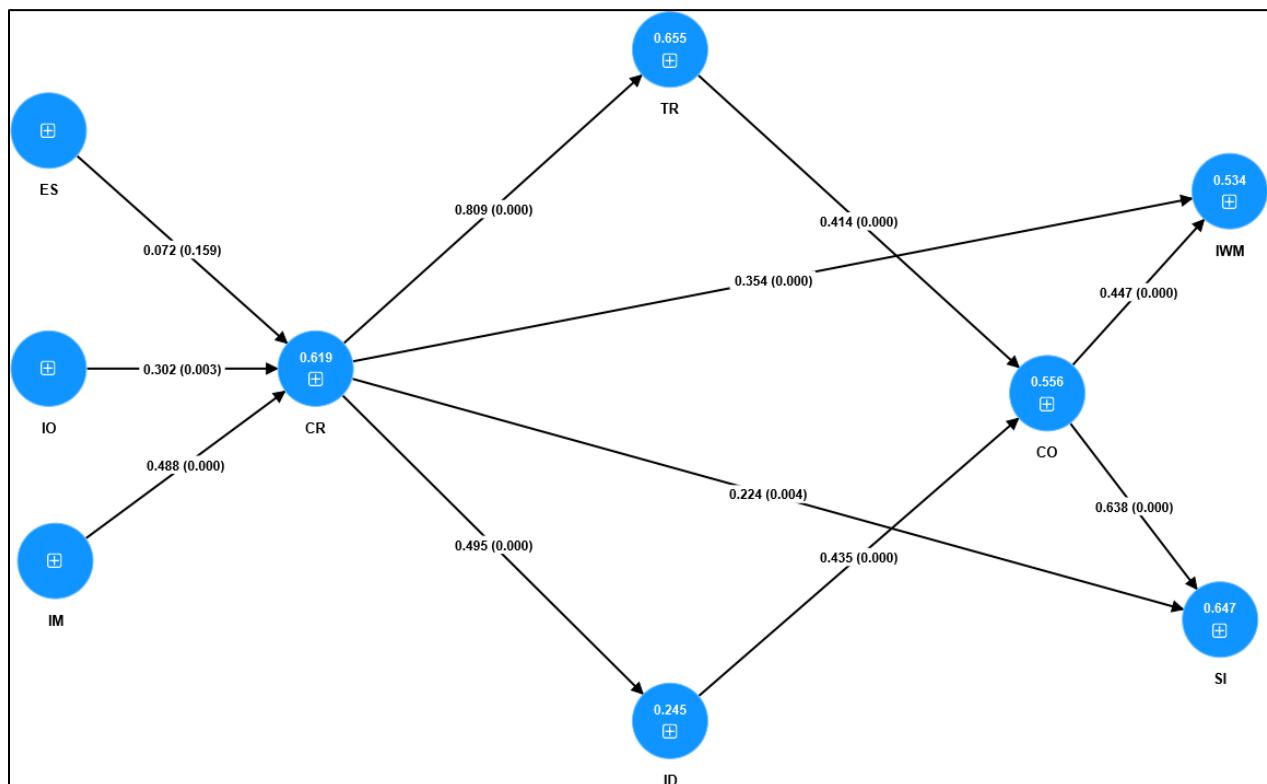 0.655
TR
ES
0.072 (0.159)
0.809 (0.000)
0.414 (0.000)
0.534
IWM
0.354 (0.000)
0.447 (0.000)
IO
0.302 (0.003)
0.619
CR
0.556
CO
0.488 (0.000)
0.224 (0.004)
0.638 (0.000)
IM
0.495 (0.000)
0.435 (0.000)
0.647
SI
0.245
ID